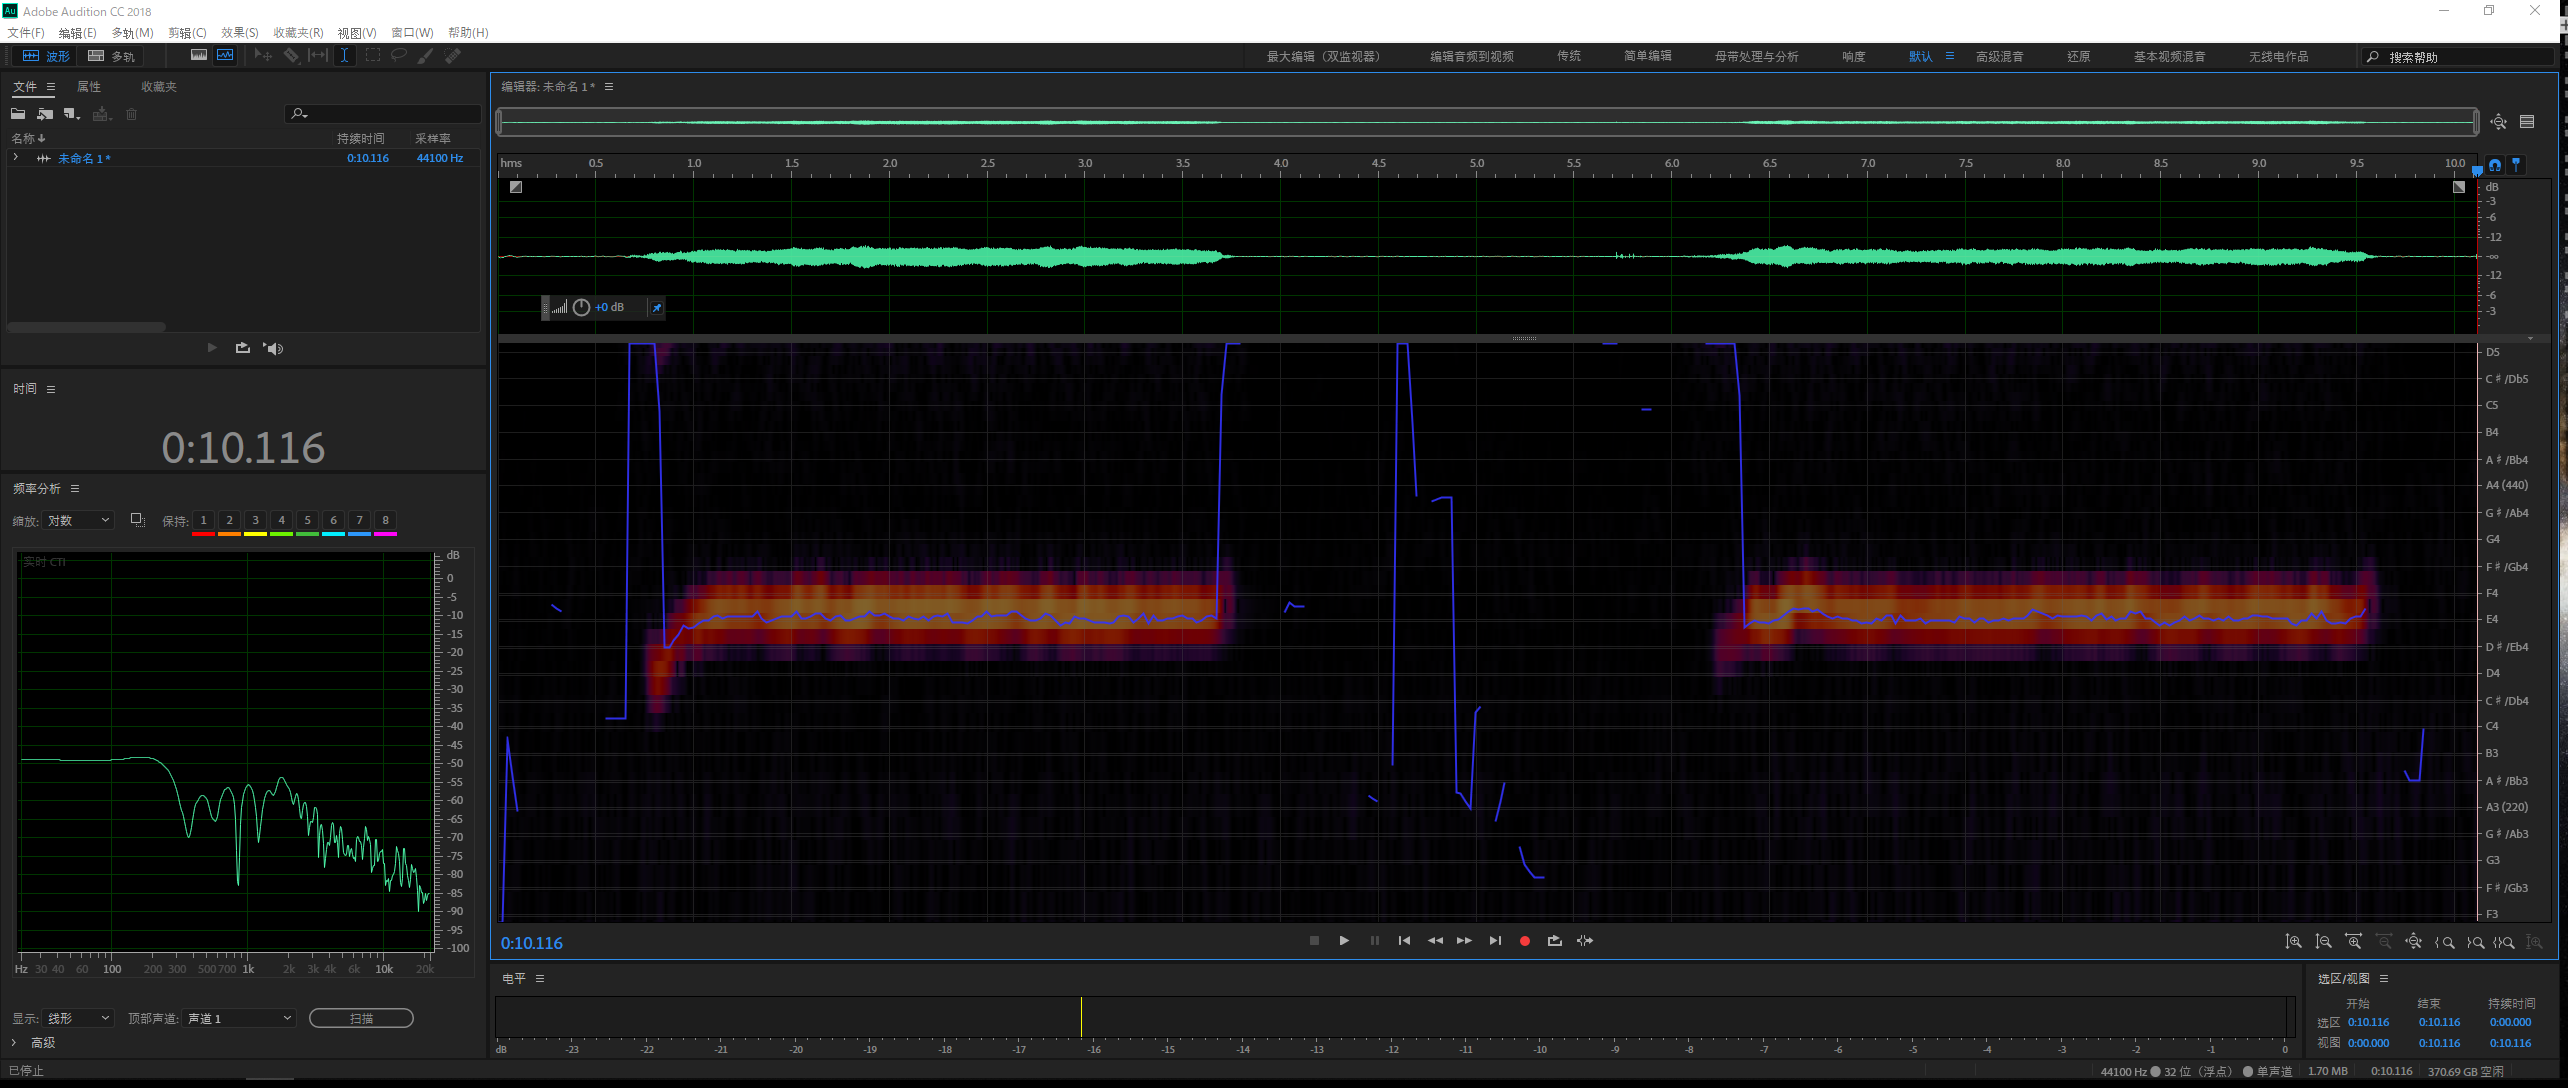 Au Adobe Audition CC 2018
文件(F) 编辑(E) 多轨(M) 剪辑(C) 效果(S) 收藏夹(R) 视图(V) 窗口(W) 帮助(H)
波形 多轨 最大编辑（双监视器） 编辑音频到视频 传统 简单编辑 母带处理与分析 响度 默认 高级混音 还原 基本视频混音 无线电作品 搜索帮助
文件 属性 收藏夹
名称 持续时间 采样率
未命名 1 * 0:10.116 44100 Hz
时间
0:10.116
频率分析
缩放: 对数 保持: 1 2 3 4 5 6 7 8
实时 CTI
dB
0
-5
-10
-15
-20
-25
-30
-35
-40
-45
-50
-55
-60
-65
-70
-75
-80
-85
-90
-95
-100
Hz 30 40 60 100 200 300 500 700 1k 2k 3k 4k 6k 10k 20k
显示: 线形 顶部声道: 声道 1 扫描
高级
已停止
编辑器: 未命名 1 *
hms 0.5 1.0 1.5 2.0 2.5 3.0 3.5 4.0 4.5 5.0 5.5 6.0 6.5 7.0 7.5 8.0 8.5 9.0 9.5 10.0
dB
-3
-6
-12
-∞
-12
-6
-3
+0 dB
D5
C♯/Db5
C5
B4
A♯/Bb4
A4 (440)
G♯/Ab4
G4
F♯/Gb4
F4
E4
D♯/Eb4
D4
C♯/Db4
C4
B3
A♯/Bb3
A3 (220)
G♯/Ab3
G3
F♯/Gb3
F3
0:10.116
电平
dB -23 -22 -21 -20 -19 -18 -17 -16 -15 -14 -13 -12 -11 -10 -9 -8 -7 -6 -5 -4 -3 -2 -1 0
选区/视图
开始 结束 持续时间
选区 0:10.116 0:10.116 0:00.000
视图 0:00.000 0:10.116 0:10.116
44100 Hz 32 位（浮点） 单声道 1.70 MB 0:10.116 370.69 GB 空闲